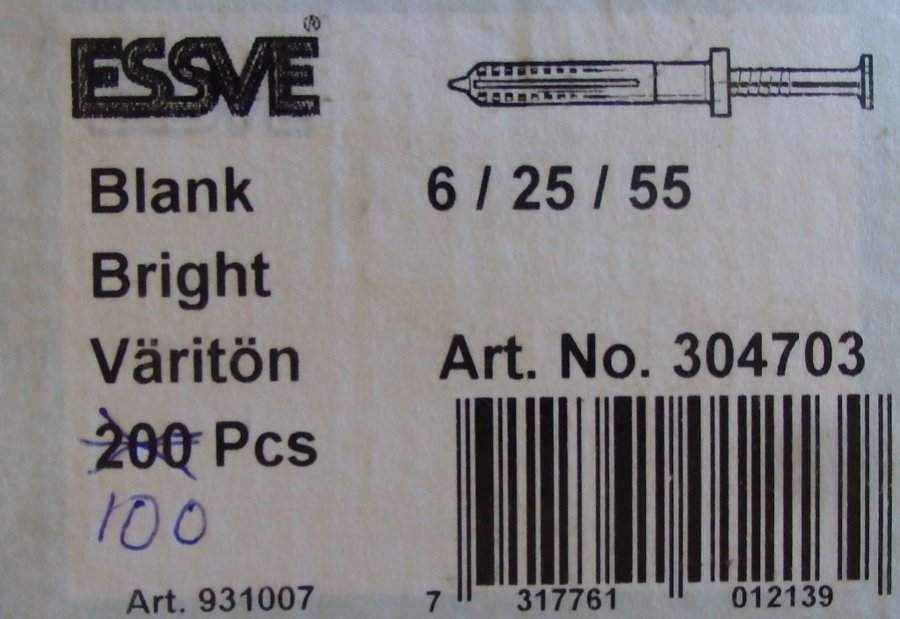 ESSVE®
Blank 6 / 25 / 55
Bright
Väritön Art. No. 304703
200 Pcs
100
Art. 931007 7 317761 012139